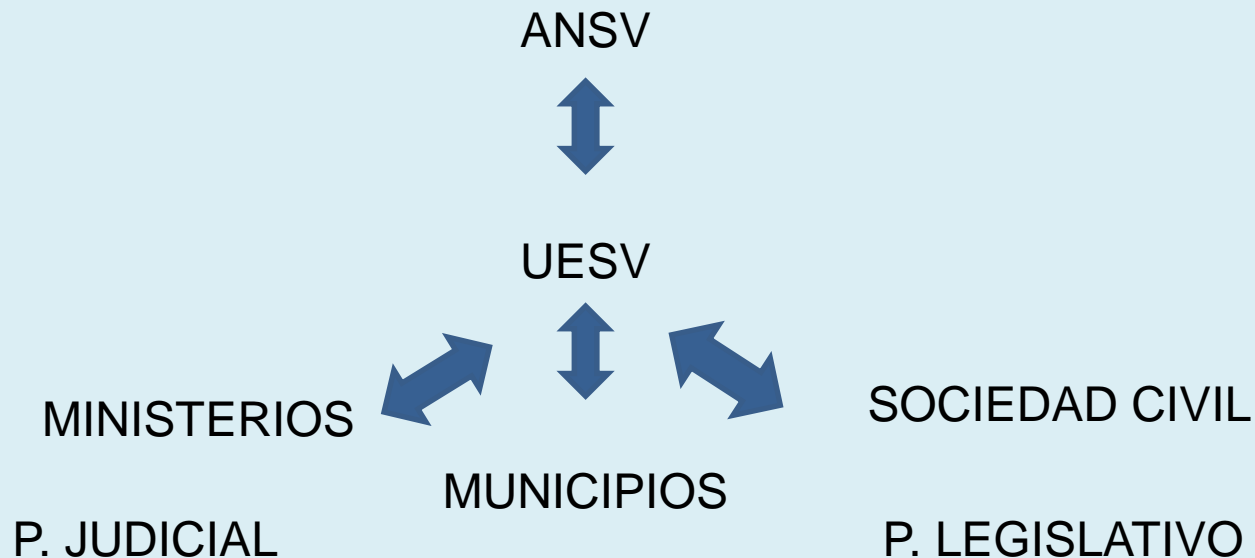 ANSV
UESV
MINISTERIOS
SOCIEDAD CIVIL
MUNICIPIOS
P. JUDICIAL
P. LEGISLATIVO